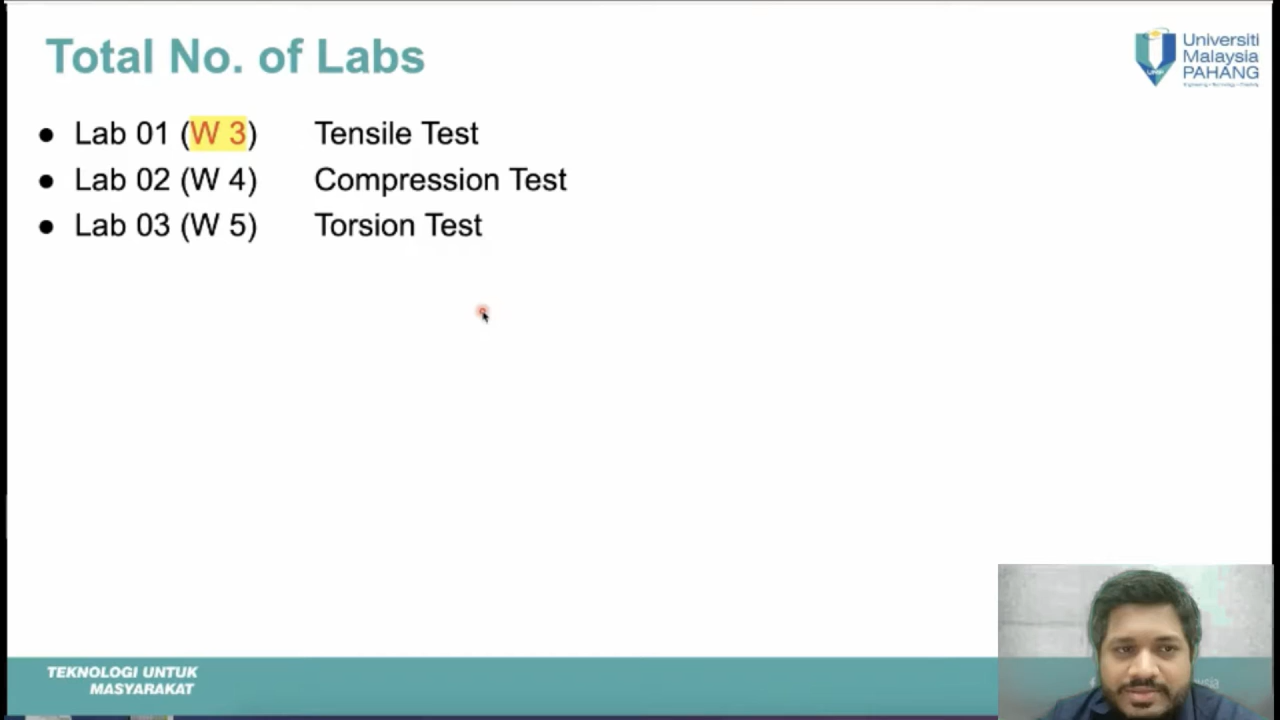 Total No. of Labs
Universiti
Malaysia
PAHANG
● Lab 01 (W 3) Tensile Test
● Lab 02 (W 4) Compression Test
● Lab 03 (W 5) Torsion Test
TEKNOLOGI UNTUK
MASYARAKAT